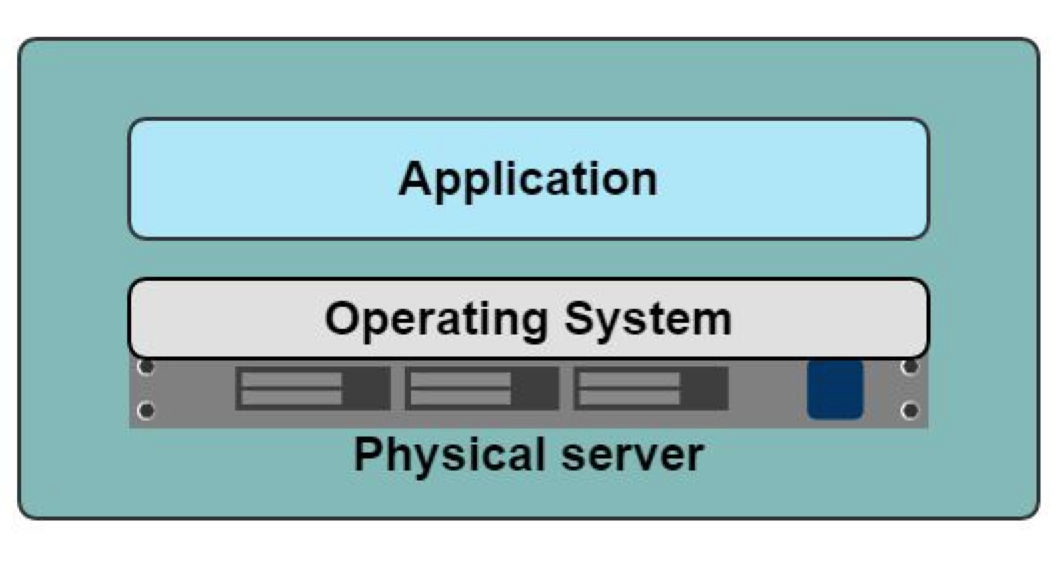 Application
Operating System
Physical server